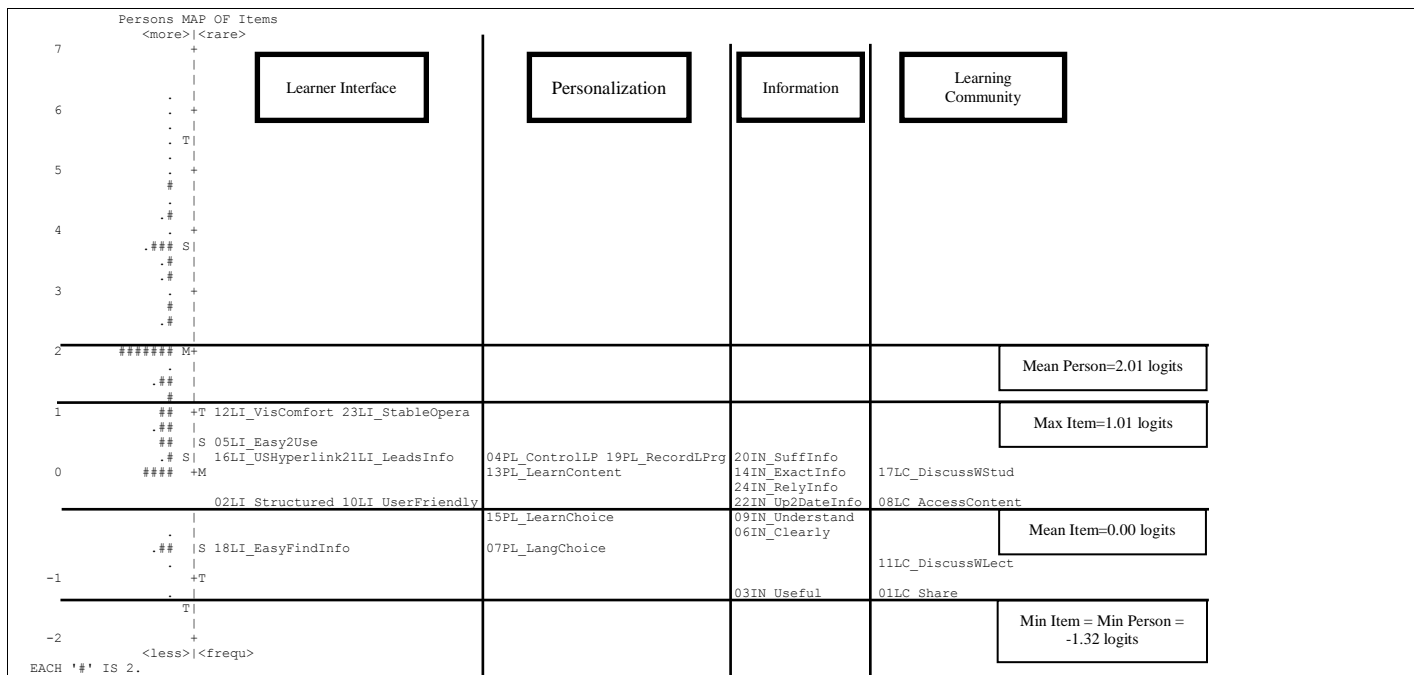 Persons MAP OF Items
<more>|<rare>
7 +
|
| Learner Interface Personalization Information Learning Community
. |
6 . +
. |
. T|
. |
5 . +
# |
. |
.# |
4 . +
.### S|
.# |
.# |
3 . +
# |
.# |
|
2 ####### M+
. | Mean Person=2.01 logits
.## |
# |
1 ## +T 12LI_VisComfort 23LI_StableOpera Max Item=1.01 logits
.## |
## |S 05LI_Easy2Use
.# S| 16LI_USHyperlink21LI_LeadsInfo 04PL_ControlLP 19PL_RecordLPrg 20IN_SuffInfo
0 #### +M 13PL_LearnContent 14IN_ExactInfo 17LC_DiscussWStud
24IN_RelyInfo
02LI_Structured 10LI_UserFriendly 22IN_Up2DateInfo 08LC_AccessContent
| 15PL_LearnChoice 09IN_Understand Mean Item=0.00 logits
. | 06IN_Clearly
.## |S 18LI_EasyFindInfo 07PL_LangChoice
. | 11LC_DiscussWLect
-1 +T
. | 03IN_Useful 01LC_Share
T| Min Item = Min Person =
| -1.32 logits
-2 +
<less>|<frequ>
EACH '#' IS 2.